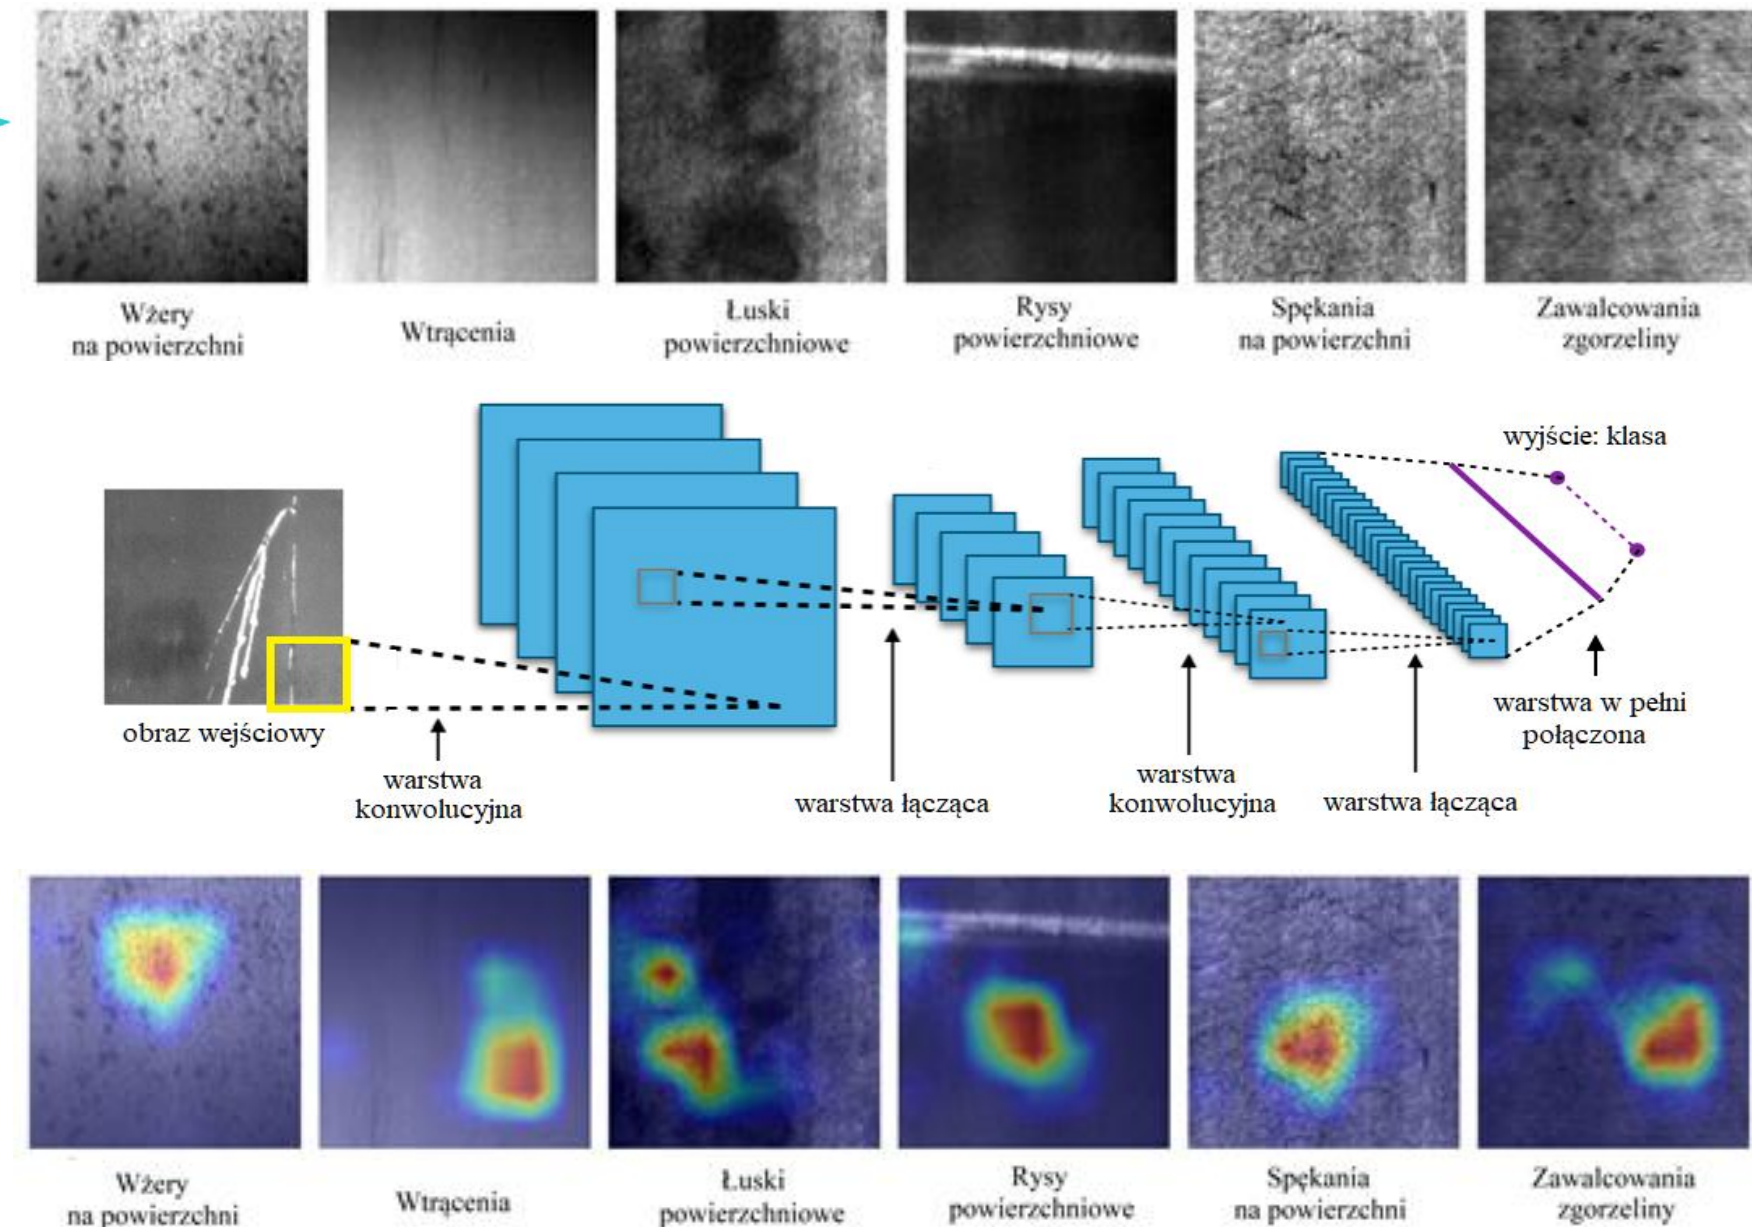 Wżery
na powierzchni
Wtrącenia
Łuski
powierzchniowe
Rysy
powierzchniowe
Spękania
na powierzchni
Zawalcowania
zgorzeliny
wyjście: klasa
obraz wejściowy
warstwa
konwolucyjna
warstwa łącząca
warstwa
konwolucyjna
warstwa łącząca
warstwa w pełni
połączona
Wżery
na powierzchni
Wtrącenia
Łuski
powierzchniowe
Rysy
powierzchniowe
Spękania
na powierzchni
Zawalcowania
zgorzeliny